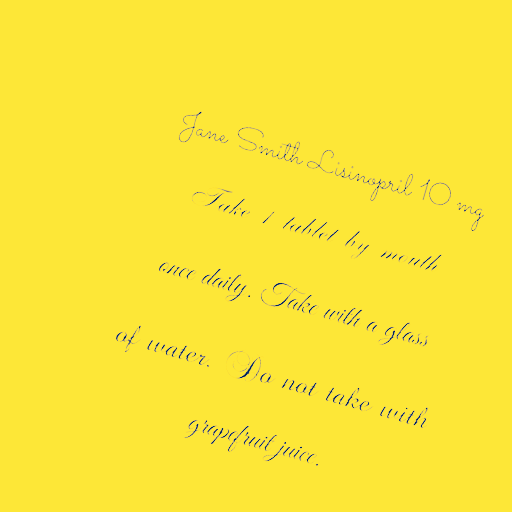 Jane Smith Lisinopril 10 mg
Take 1 tablet by mouth
once daily. Take with a glass
of water. Do not take with
grapefruit juice.